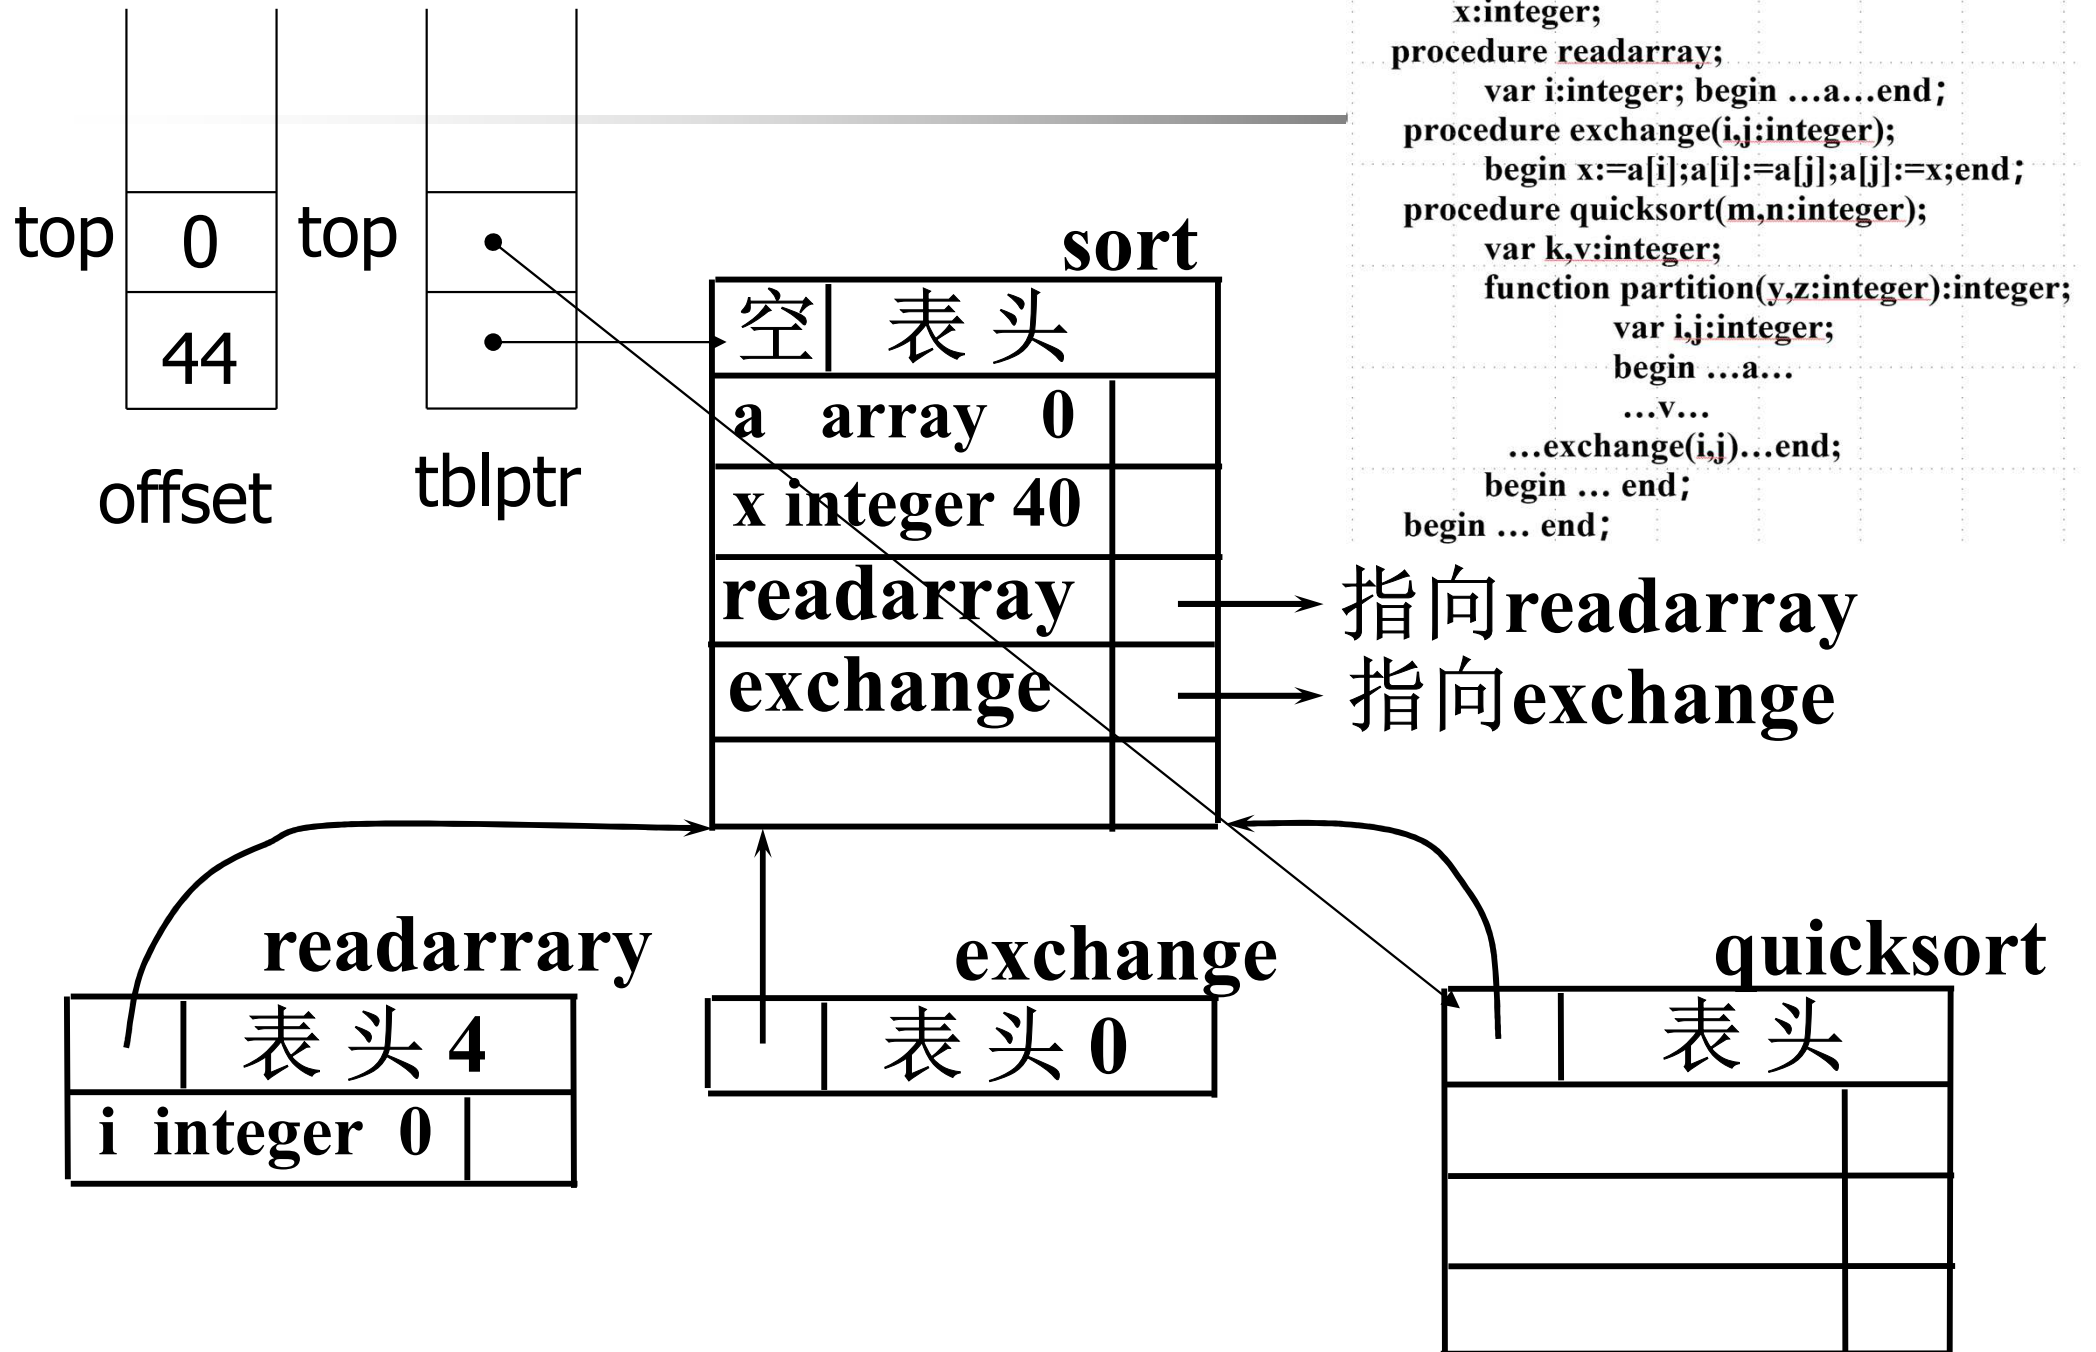 x:integer;
procedure readarray;
var i:integer; begin …a…end;
procedure exchange(i,j:integer);
begin x:=a[i];a[i]:=a[j];a[j]:=x;end;
procedure quicksort(m,n:integer);
var k,v:integer;
function partition(y,z:integer):integer;
var i,j:integer;
begin …a…
…v…
…exchange(i,j)…end;
begin … end;
begin … end;
top 0 top
44
offset tblptr
sort
空 表头
a array 0
x integer 40
readarray 指向readarray
exchange 指向exchange
readarrary
表头4
i integer 0
exchange
表头0
quicksort
表头